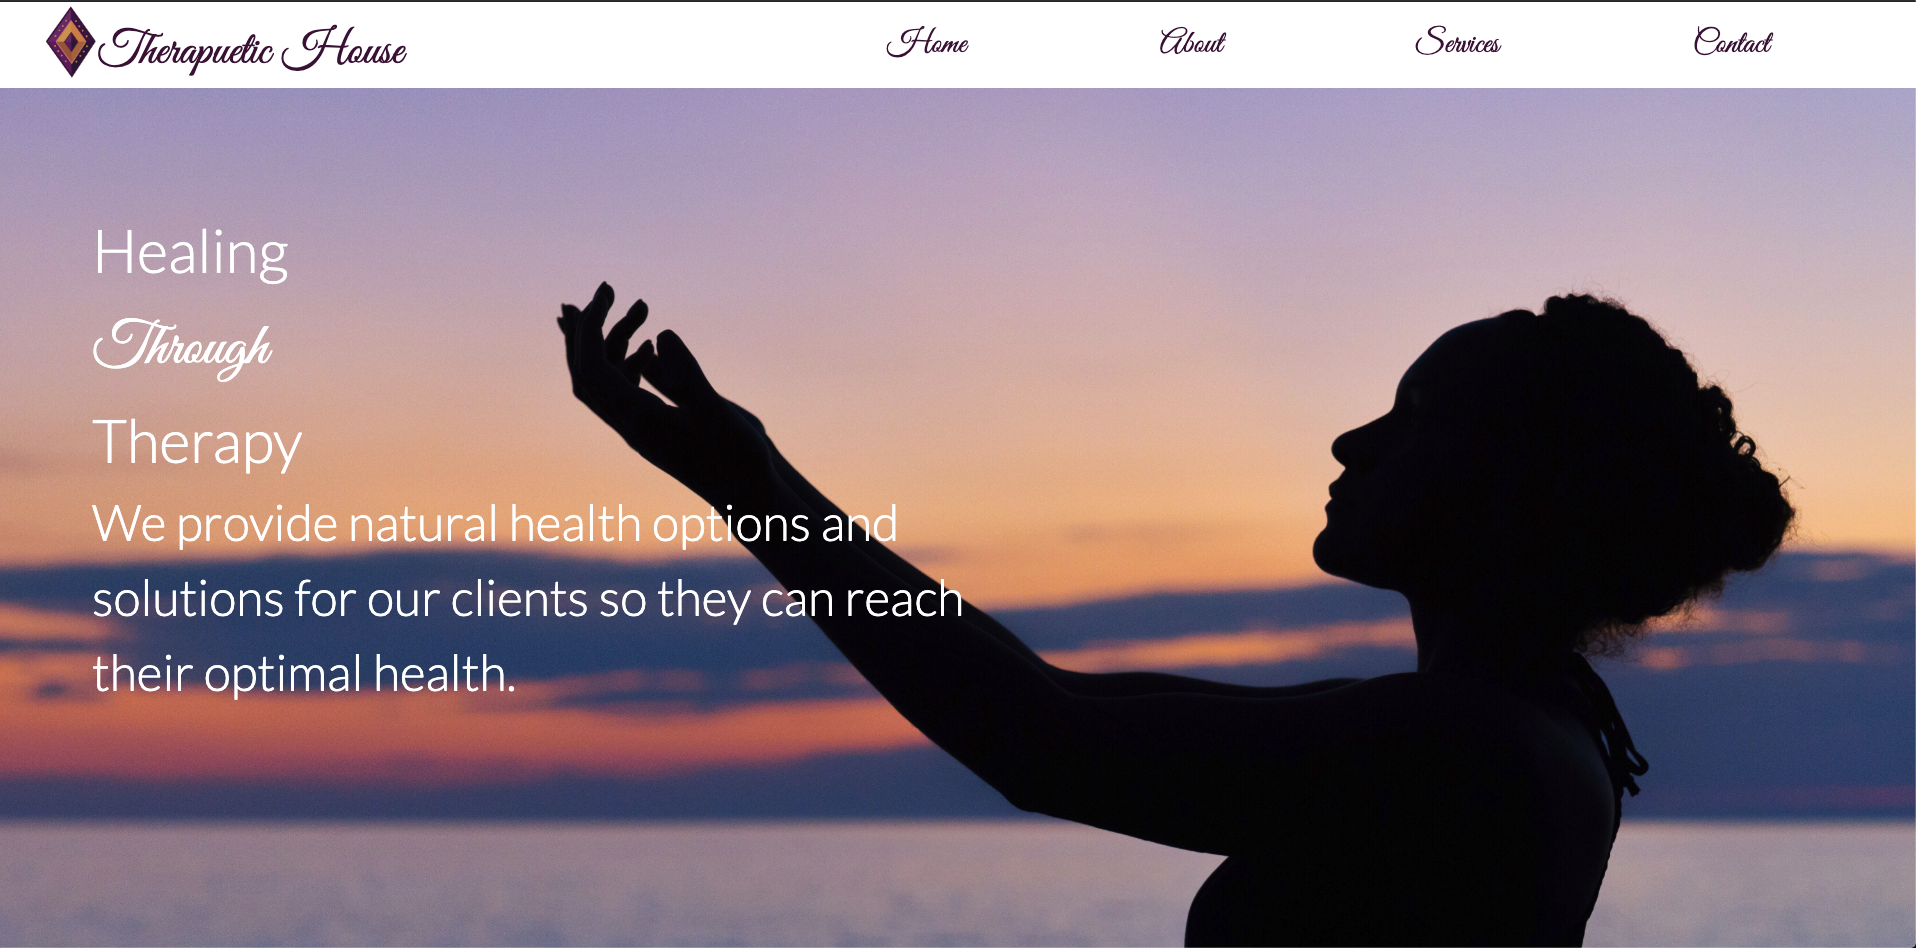 Therapuetic House
Home About Services Contact
Healing
Through
Therapy
We provide natural health options and
solutions for our clients so they can reach
their optimal health.